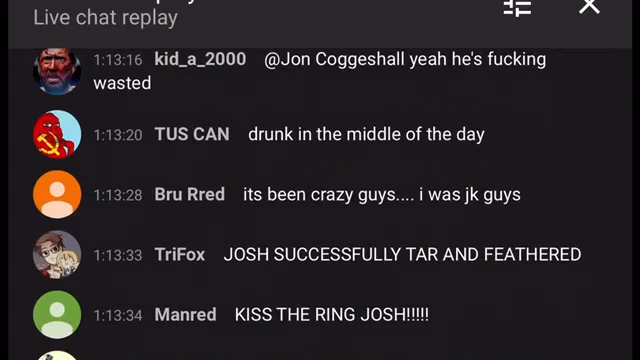 Live chat replay
1:13:16 kid_a_2000 @Jon Coggeshall yeah he's fucking
wasted
1:13:20 TUS CAN drunk in the middle of the day
1:13:28 Bru Rred its been crazy guys.... i was jk guys
1:13:33 TriFox JOSH SUCCESSFULLY TAR AND FEATHERED
1:13:34 Manred KISS THE RING JOSH!!!!!